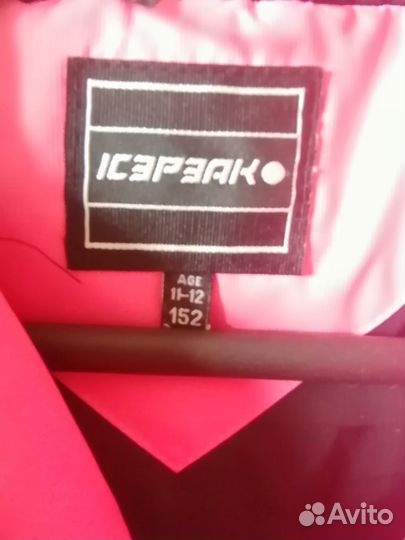 ICEPEAK
AGE
11-12
152
Avito